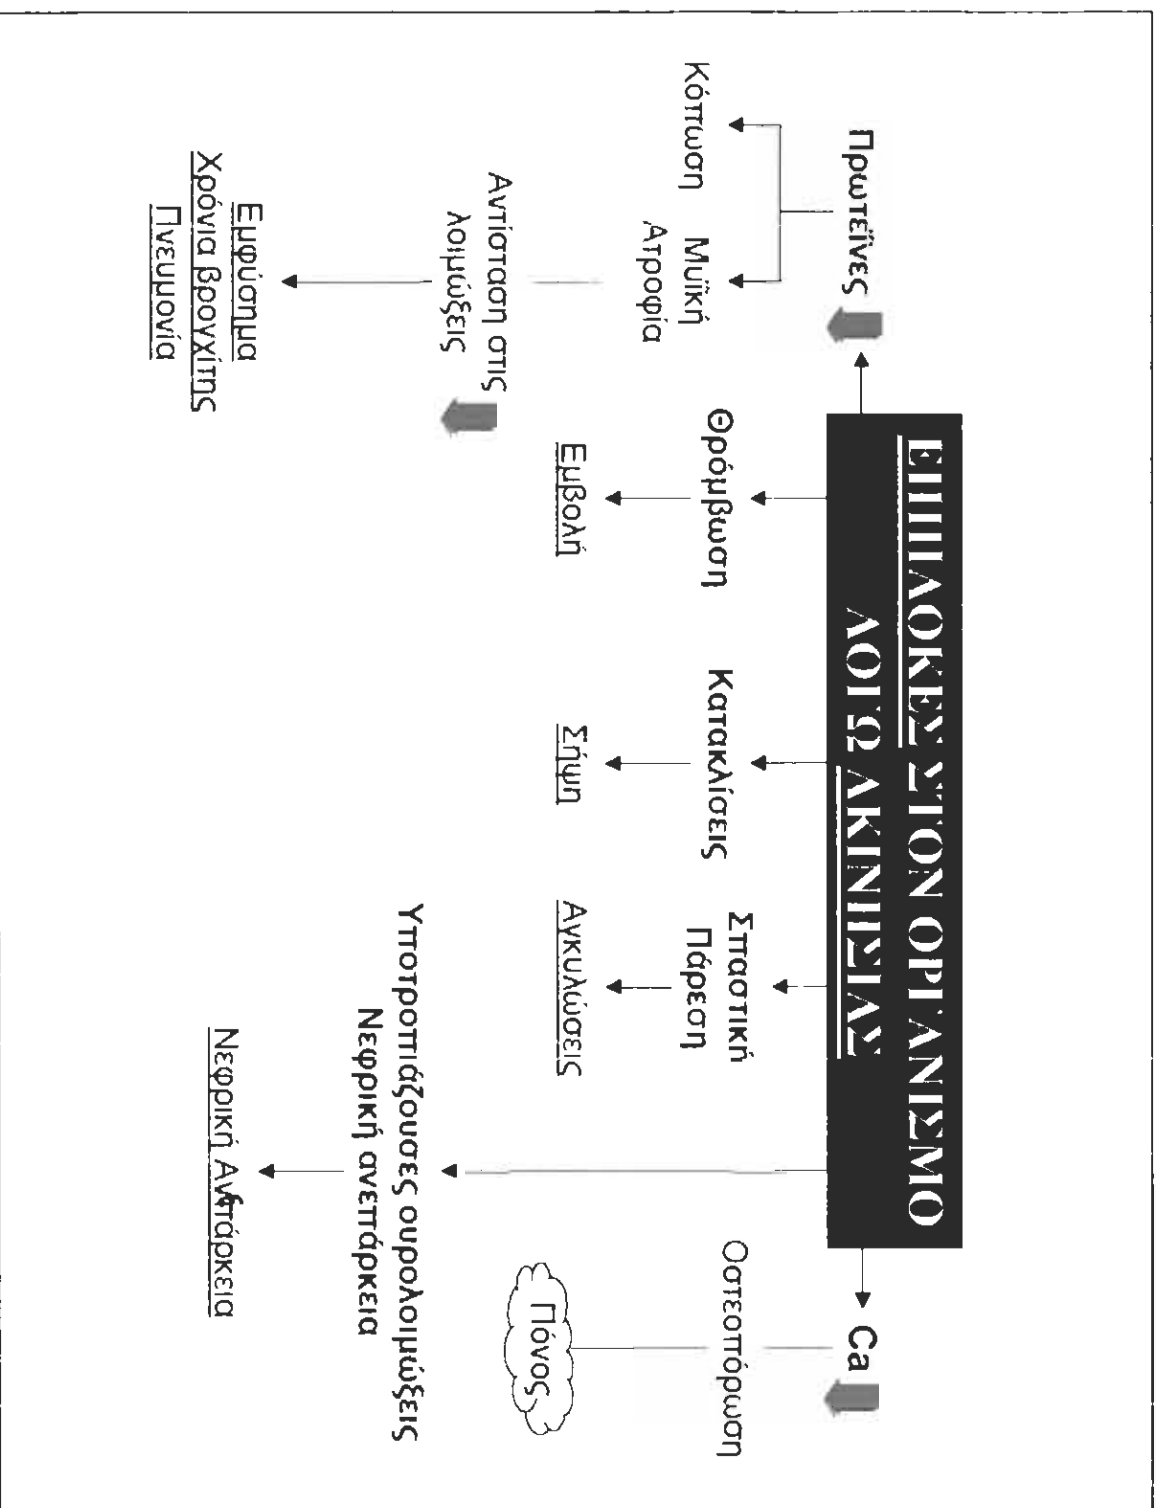 ΕΠΙΠΛΟΚΕΣ ΣΤΟΝ ΟΡΓΑΝΙΣΜΟ
ΛΟΓΩ ΑΚΙΝΗΣΙΑΣ
Πρωτεΐνες
Κόπωση
Μυϊκή
Ατροφία
Αντίσταση στις
λοιμώξεις
Εμφύσημα
Χρόνια βρογχίτης
Πνευμονία
Θρόμβωση
Εμβολή
Κατακλίσεις
Σήψη
Σπαστική
Πάρεση
Αγκυλώσεις
Υποτροπιάζουσες ουρολοιμώξεις
Νεφρική ανεπάρκεια
Νεφρική
Ca
Οστεοπόρωση
Πόνος